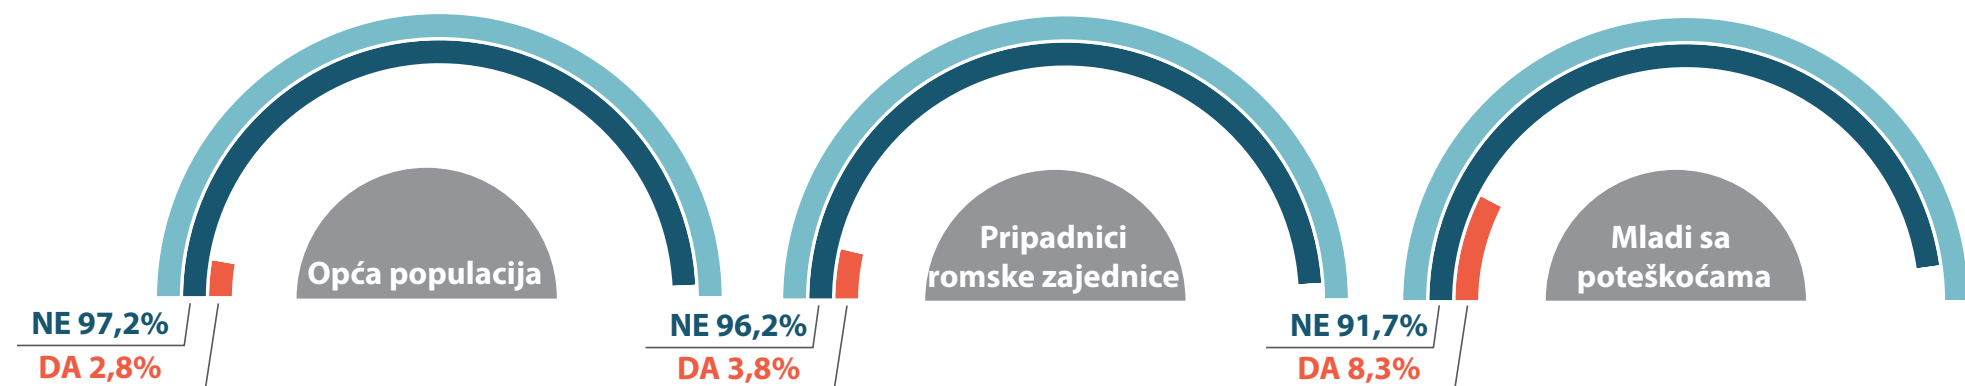 Opća populacija
NE 97,2%
DA 2,8%
Pripadnici
romske zajednice
NE 96,2%
DA 3,8%
Mladi sa
poteškoćama
NE 91,7%
DA 8,3%